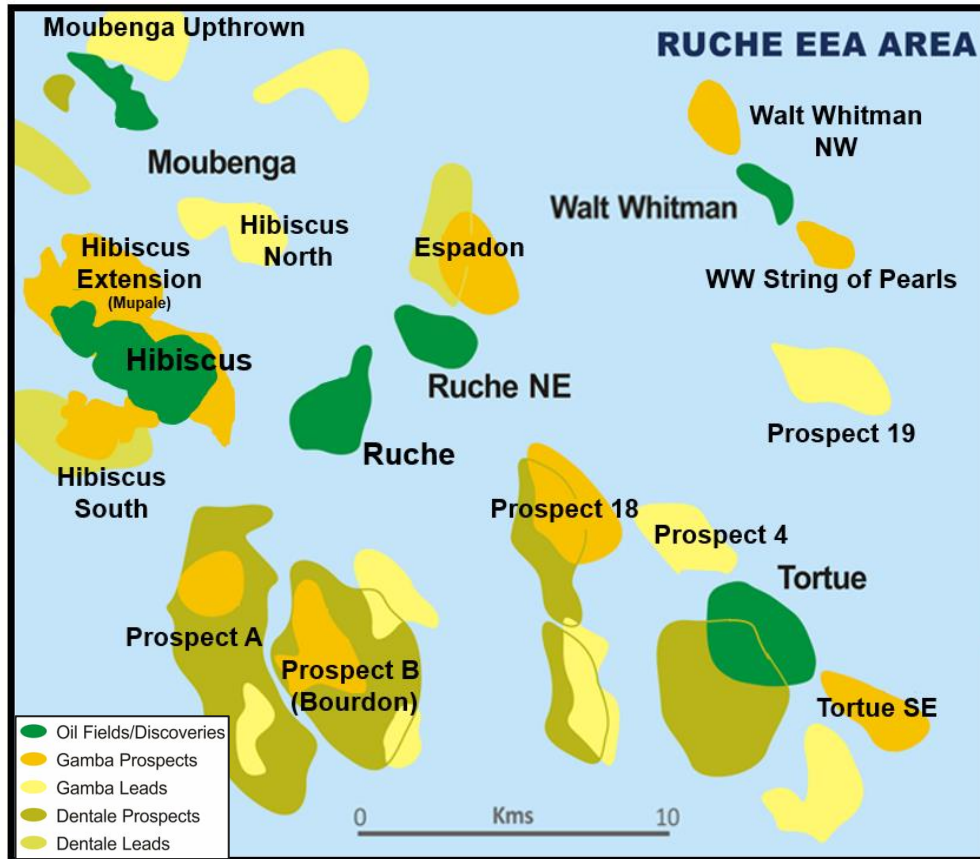 Moubenga Upthrown
RUCHE EEA AREA
Walt Whitman
NW
Moubenga
Walt Whitman
Hibiscus
North
Espadon
Hibiscus
Extension
(Mupale)
WW String of Pearls
Hibiscus
Ruche NE
Prospect 19
Ruche
Hibiscus
South
Prospect 18
Prospect 4
Tortue
Prospect A
Prospect B
(Bourdon)
Tortue SE
Oil Fields/Discoveries
Gamba Prospects
Gamba Leads
Dentale Prospects
Dentale Leads
0 Kms 10